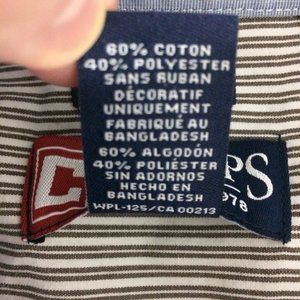 60% COTON
40% POLYESTER
SANS RUBAN
DÉCORATIF
UNIQUEMENT
FABRIQUÉ AU
BANGLADESH
60% ALGODÓN
40% POLIÉSTER
SIN ADORNOS
HECHO EN
BANGLADESH
WPL-125/CA 00213
C
PS
978